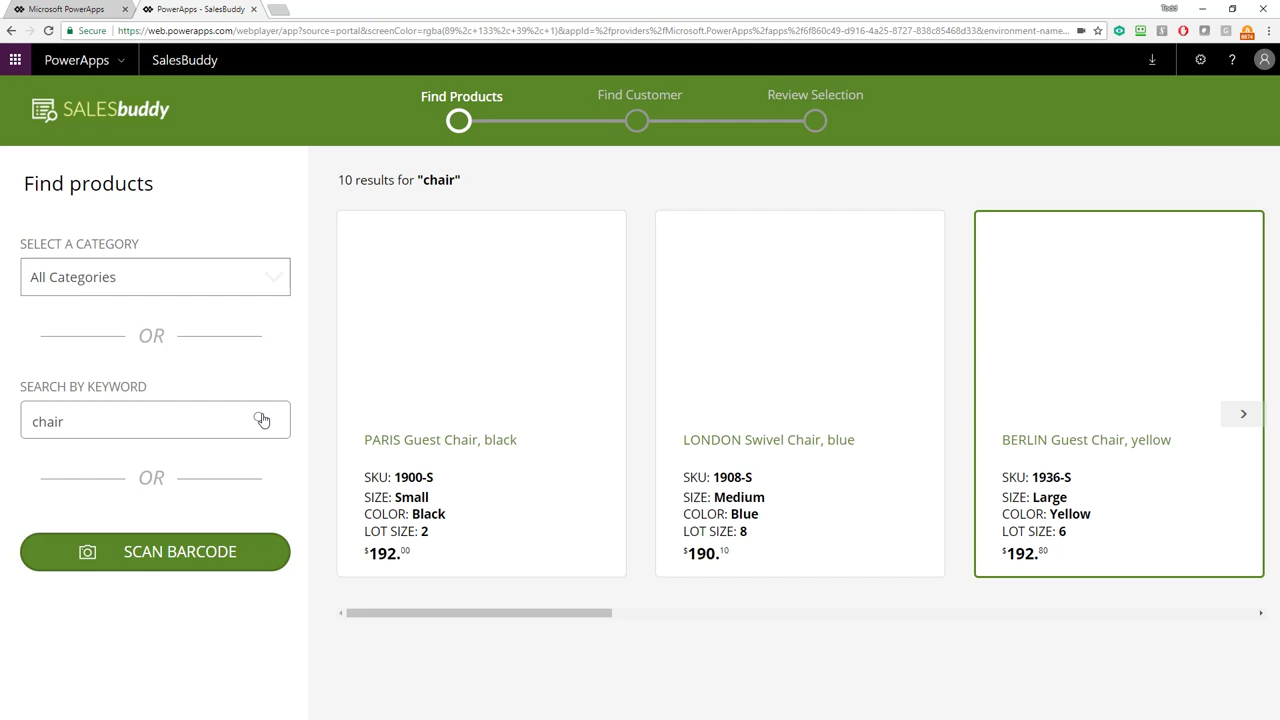 Microsoft PowerApps
PowerApps - SalesBuddy
Todd
Secure
https://web.powerapps.com/webplayer/app?source=portal&screenColor=rgb(89%2c+133%2c+39%2c+1)&appId=%2fproviders%2fMicrosoft.PowerApps%2fapps%2f6f860c49-d916-4a25-8727-838c85468d33&environment-name...
PowerApps
SalesBuddy
?
SALESbuddy
Find Products
Find Customer
Review Selection
Find products
SELECT A CATEGORY
All Categories
OR
SEARCH BY KEYWORD
chair
OR
SCAN BARCODE
10 results for "chair"
PARIS Guest Chair, black
SKU: 1900-S
SIZE: Small
COLOR: Black
LOT SIZE: 2
$192.00
LONDON Swivel Chair, blue
SKU: 1908-S
SIZE: Medium
COLOR: Blue
LOT SIZE: 8
$190.10
BERLIN Guest Chair, yellow
SKU: 1936-S
SIZE: Large
COLOR: Yellow
LOT SIZE: 6
$192.80